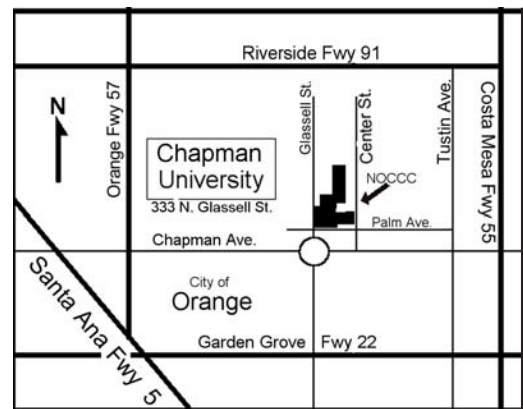 Riverside Fwy 91
N
Orange Fwy 57
Chapman
University
333 N. Glassell St.
Glassell St.
Center St.
NOCCC
Tustin Ave.
Costa Mesa Fwy 55
Palm Ave.
Chapman Ave.
City of
Orange
Santa Ana Fwy 5
Garden Grove Fwy 22